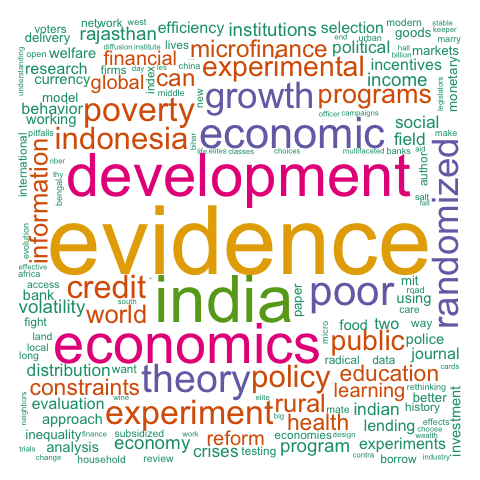 voters
network
west
efficiency
institutions
selection
modern
goods
stable
keeper
delivery
rajasthan
diffusion
institute
end
urban
marry
open
welfare
lives
microfinance
political
hall
billion
understanding
research
financial
les
day
china
markets
currency
firms
index
middle
experimental
incentives
monetary
legislators
model
global
can
income
behavior
new
growth
programs
working
poverty
officer
campaigns
pitfalls
indonesia
bihar
economic
social
make
international
nber
life
elites
classes
choices
multifaceted
banks
aid
field
information
thy
bengal
development
author
salt
fall
randomized
evolution
evidence
effective
africa
access
credit
south
india
paper
poor
mit
road
bank
using
volatility
world
care
fight
economics
micro
food
two
way
land
public
police
local
long
radical
data
journal
distribution
want
theory
policy
education
cards
constraints
learning
rethinking
better
neighbors
wine
elite
rural
mate
indian
history
evaluation
experiment
big
health
lending
effects
choose
wealth
investment
approach
inequality
finance
subsidized
work
reform
economies
design
experiments
trials
analysis
economy
crises
testing
program
contra
change
household
review
borrow
industry